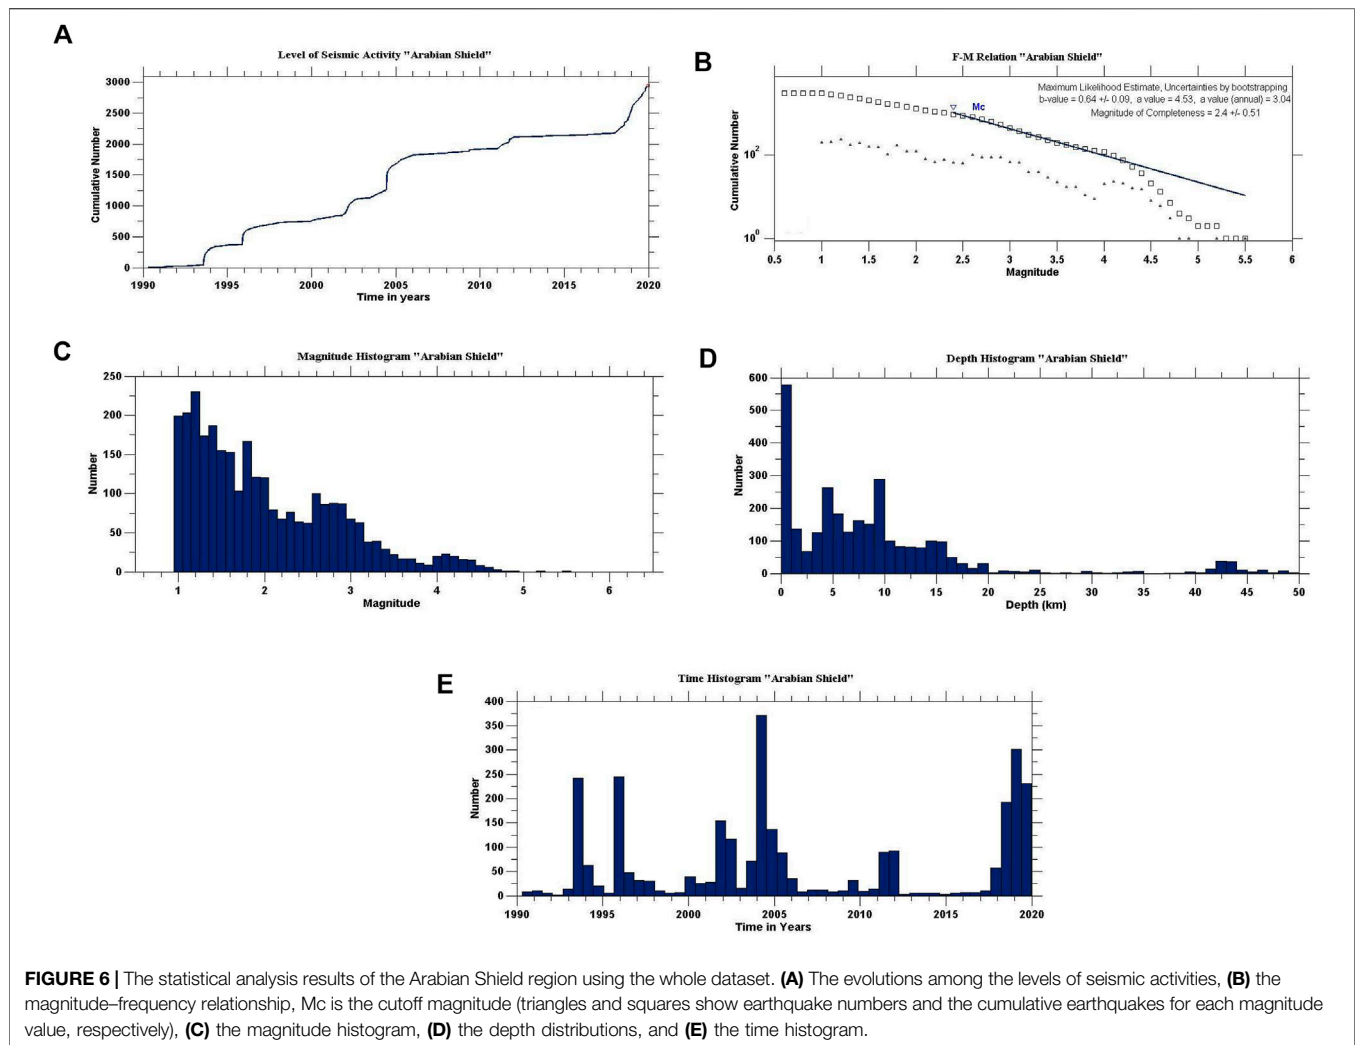 A
Level of Seismic Activity "Arabian Shield"
Cumulative Number
3000
2500
2000
1500
1000
500
0
1990 1995 2000 2005 2010 2015 2020
Time in years
B
F-M Relation "Arabian Shield"
Maximum Likelihood Estimate, Uncertainties by bootstrapping
b-value = 0.64 +/- 0.09, a value = 4.53, a value (annual) = 3.04
Magnitude of Completeness = 2.4 +/- 0.51
Mc
Cumulative Number
10²
10⁰
0.5 1 1.5 2 2.5 3 3.5 4 4.5 5 5.5 6
Magnitude
C
Magnitude Histogram "Arabian Shield"
Number
250
200
150
100
50
0
1 2 3 4 5 6
Magnitude
D
Depth Histogram "Arabian Shield"
Number
600
500
400
300
200
100
0
0 5 10 15 20 25 30 35 40 45 50
Depth (km)
E
Time Histogram "Arabian Shield"
Number
400
350
300
250
200
150
100
50
0
1990 1995 2000 2005 2010 2015 2020
Time in Years
FIGURE 6 | The statistical analysis results of the Arabian Shield region using the whole dataset. (A) The evolutions among the levels of seismic activities, (B) the
magnitude–frequency relationship, Mc is the cutoff magnitude (triangles and squares show earthquake numbers and the cumulative earthquakes for each magnitude
value, respectively), (C) the magnitude histogram, (D) the depth distributions, and (E) the time histogram.